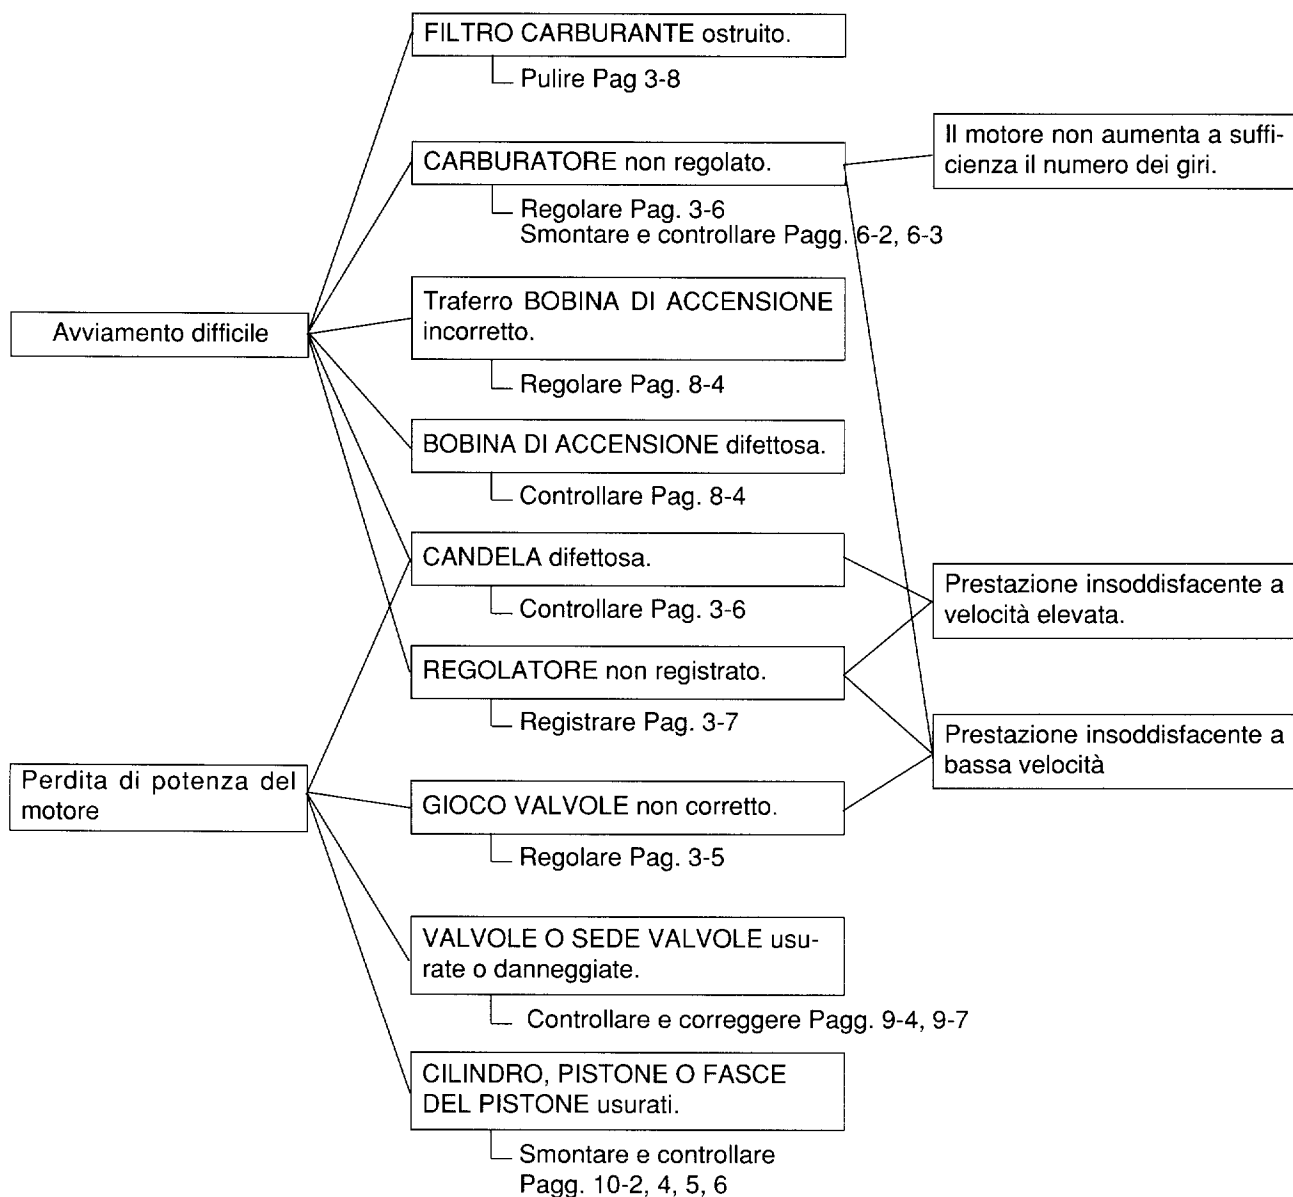 FILTRO CARBURANTE ostruito.
Pulire Pag 3-8
CARBURATORE non regolato.
Regolare Pag. 3-6
Smontare e controllare Pagg. 6-2, 6-3
Il motore non aumenta a suffi-
cienza il numero dei giri.
Traferro BOBINA DI ACCENSIONE
incorretto.
Regolare Pag. 8-4
Avviamento difficile
BOBINA DI ACCENSIONE difettosa.
Controllare Pag. 8-4
CANDELA difettosa.
Controllare Pag. 3-6
Prestazione insoddisfacente a
velocità elevata.
REGOLATORE non registrato.
Registrare Pag. 3-7
Prestazione insoddisfacente a
bassa velocità
Perdita di potenza del
motore
GIOCO VALVOLE non corretto.
Regolare Pag. 3-5
VALVOLE O SEDE VALVOLE usu-
rate o danneggiate.
Controllare e correggere Pagg. 9-4, 9-7
CILINDRO, PISTONE O FASCE
DEL PISTONE usurati.
Smontare e controllare
Pagg. 10-2, 4, 5, 6